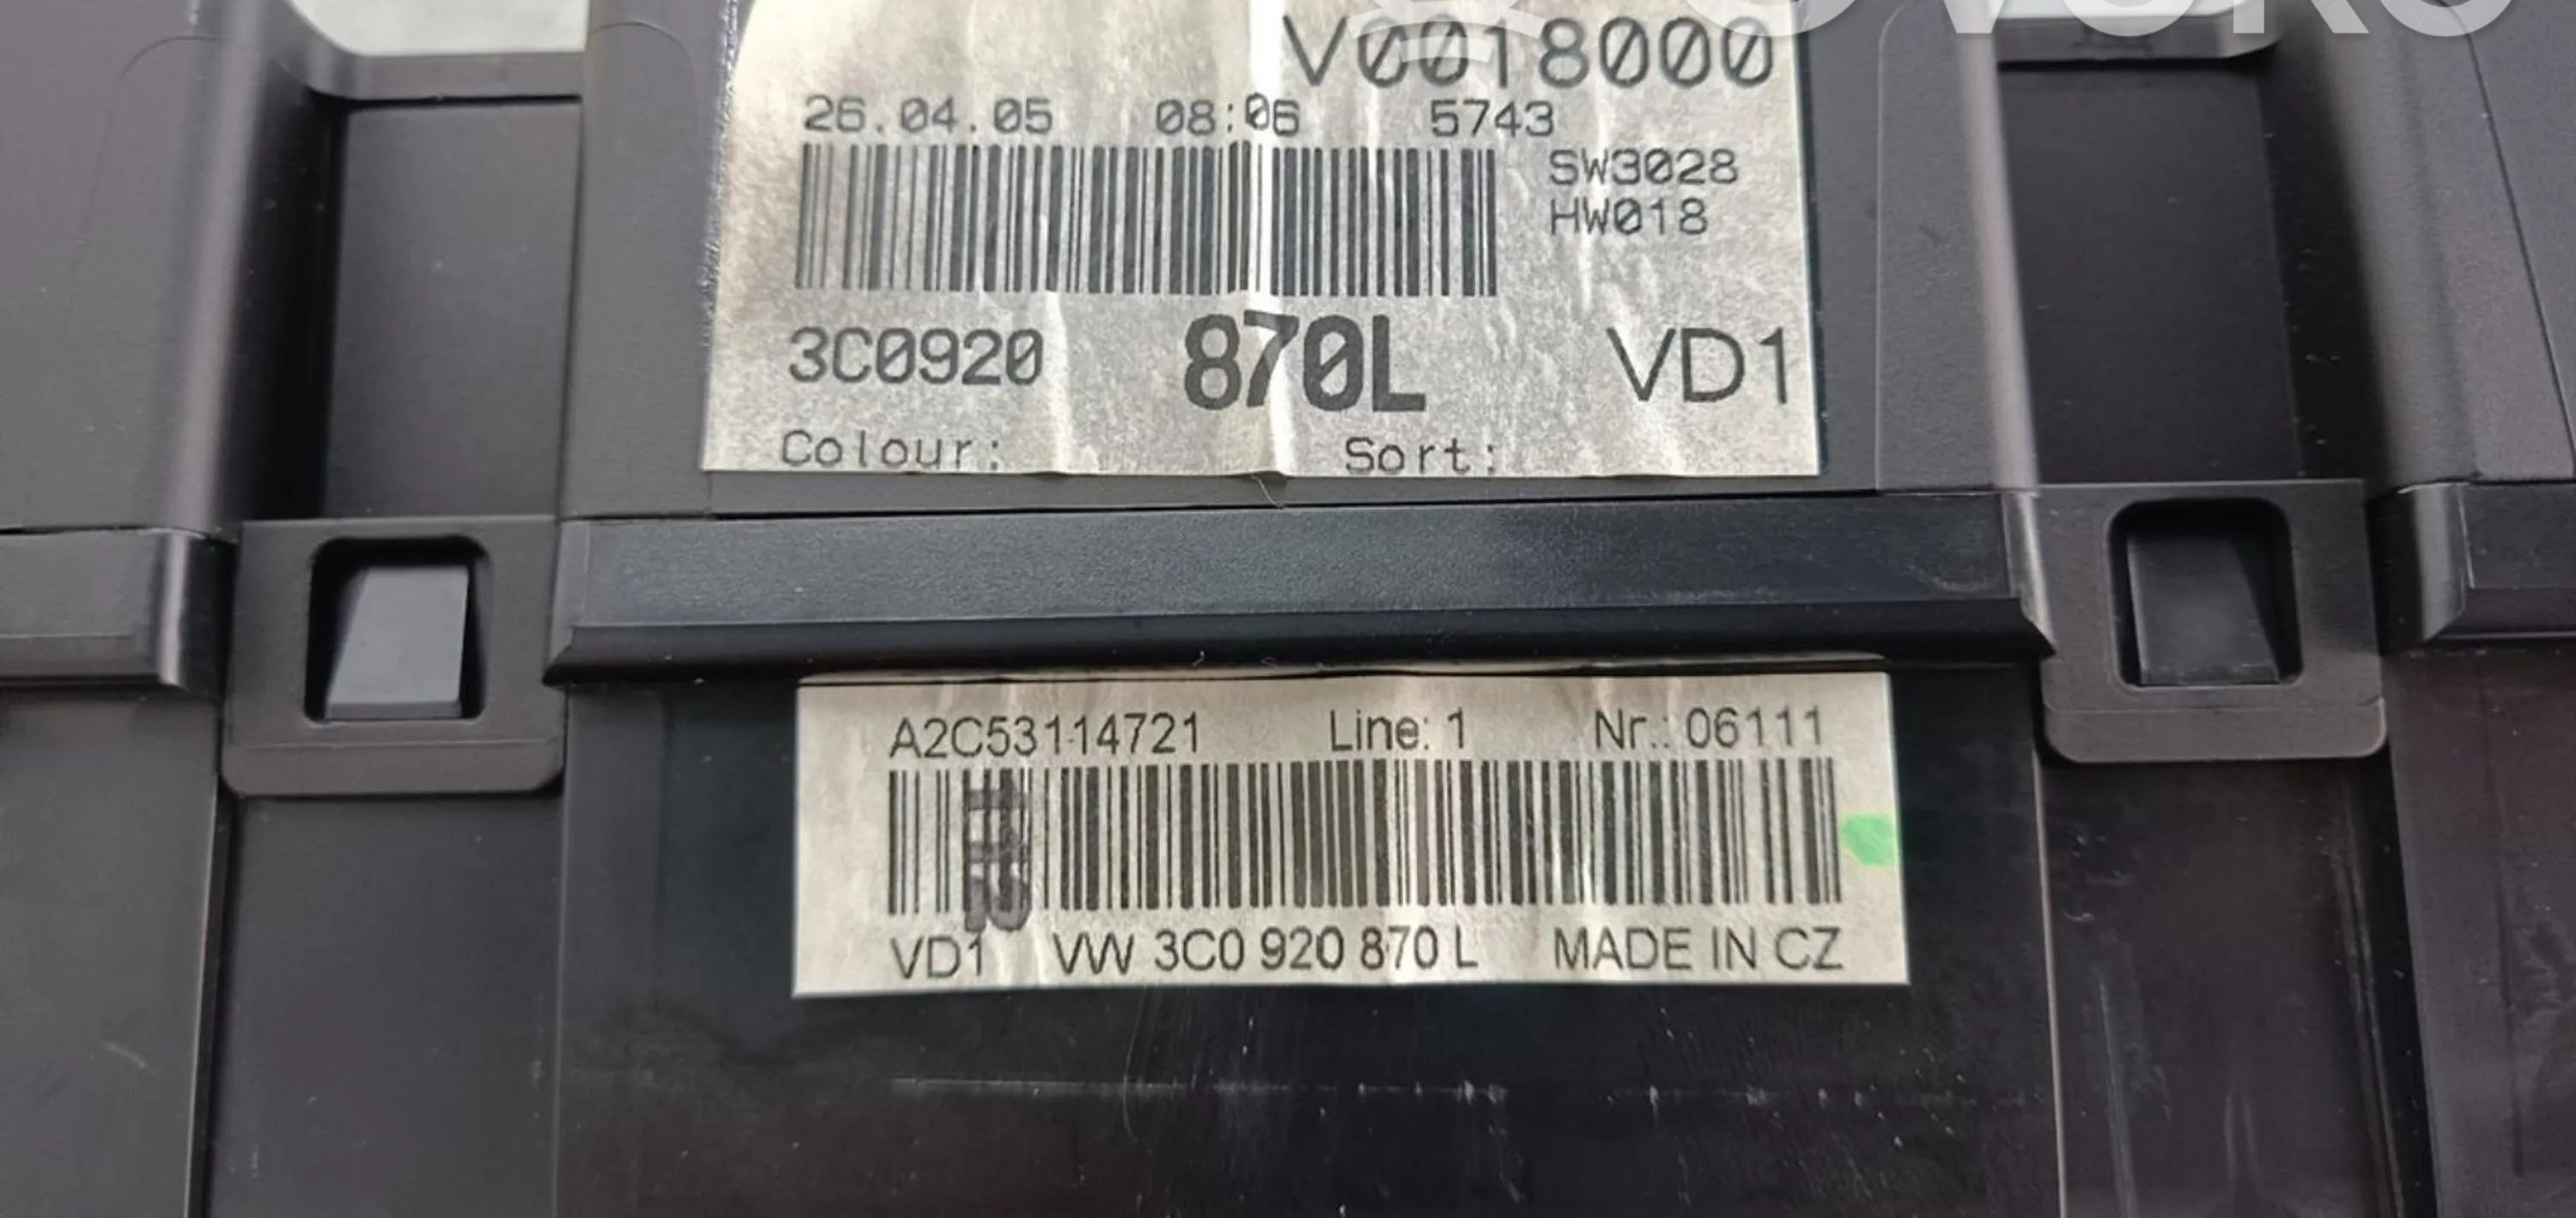 V0018000
26.04.05 08:06 5743
SW3028
HW018
3C0920 870L VD1
Colour: Sort:
A2C53114721 Line: 1 Nr.: 06111
VD1 VW 3C0 920 870 L MADE IN CZ